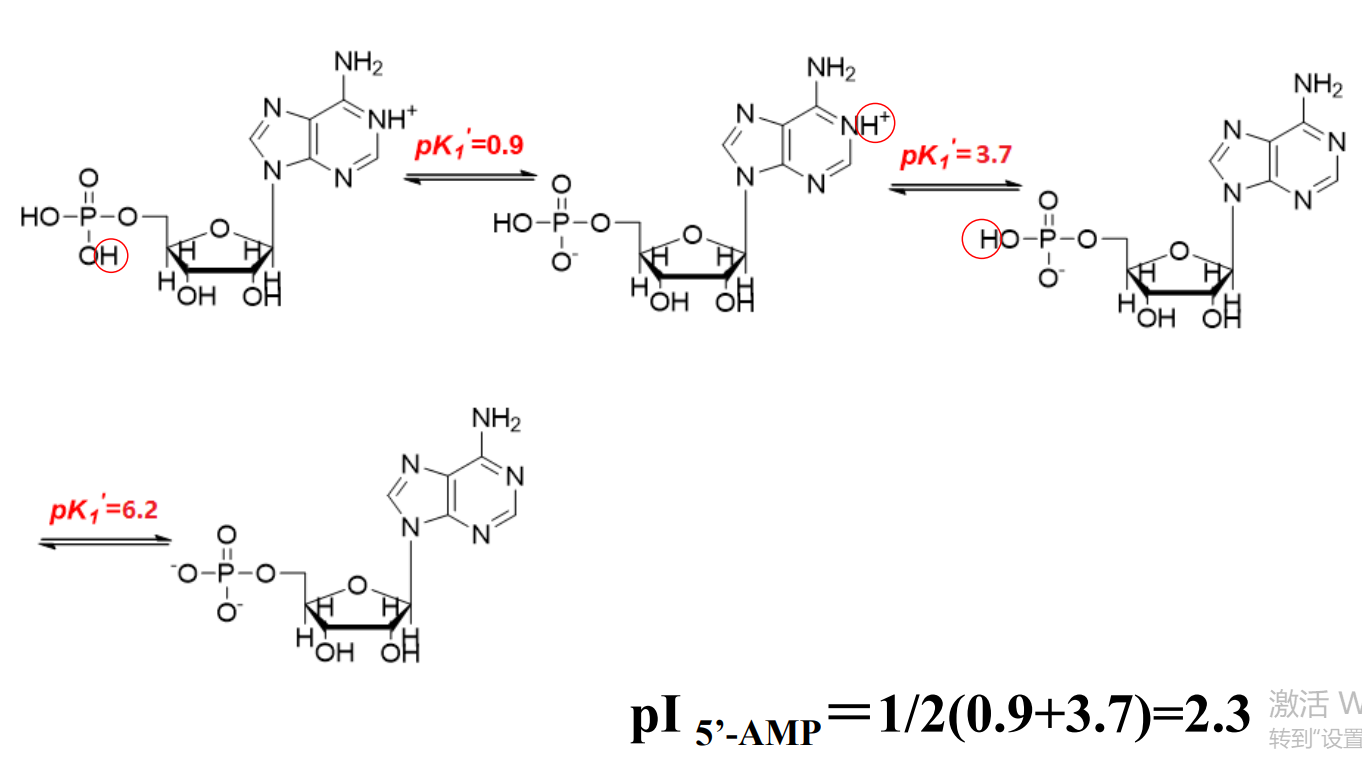 NH₂
N
NH⁺
N
N
O
HO
P
O
OH
O
H
H
H
H
OH
OH
pK₁'=0.9
NH₂
N
NH⁺
N
N
O
HO
P
O
O⁻
O
H
H
H
H
OH
OH
pK₁'=3.7
NH₂
N
N
N
N
O
HO
P
O
O⁻
O
H
H
H
H
OH
OH
pK₁'=6.2
NH₂
N
N
N
N
O
⁻O
P
O
O⁻
O
H
H
H
H
OH
OH
pI 5’-AMP＝1/2(0.9+3.7)=2.3
激活 W
转到“设置